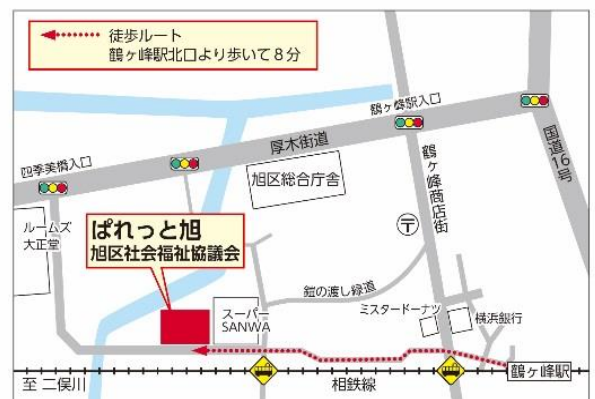 徒歩ルート
鶴ヶ峰駅北口より歩いて8分
鶴ヶ峰駅入口
厚木街道
国道16号
四季美橋入口
旭区総合庁舎
鶴ヶ峰商店街
ルームズ
大正堂
ぱれっと旭
旭区社会福祉協議会
〒
鎧の渡し緑道
スーパー
SANWA
ミスタードーナツ
横浜銀行
鶴ヶ峰駅
至 二俣川
相鉄線